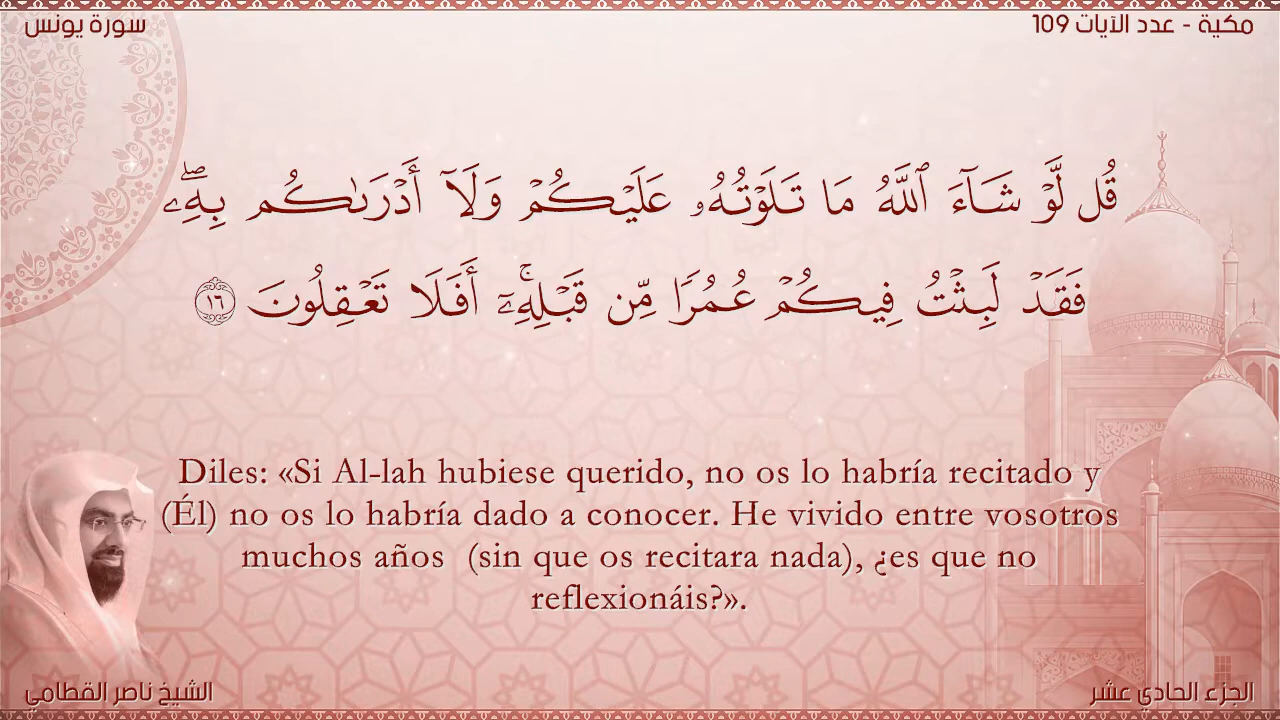 سورة يونس
مكية - عدد الآيات 109
قُل لَّوْ شَآءَ ٱللَّهُ مَا تَلَوْتُهُۥ عَلَيْكُمْ وَلَآ أَدْرَىٰكُم بِهِۦۖ
فَقَدْ لَبِثْتُ فِيكُمْ عُمُرًا مِّن قَبْلِهِۦٓۚ أَفَلَا تَعْقِلُونَ ١٦
Diles: «Si Al-lah hubiese querido, no os lo habría recitado y
(Él) no os lo habría dado a conocer. He vivido entre vosotros
muchos años (sin que os recitara nada), ¿es que no
reflexionáis?».
الشيخ ناصر القطامي
الجزء الحادي عشر